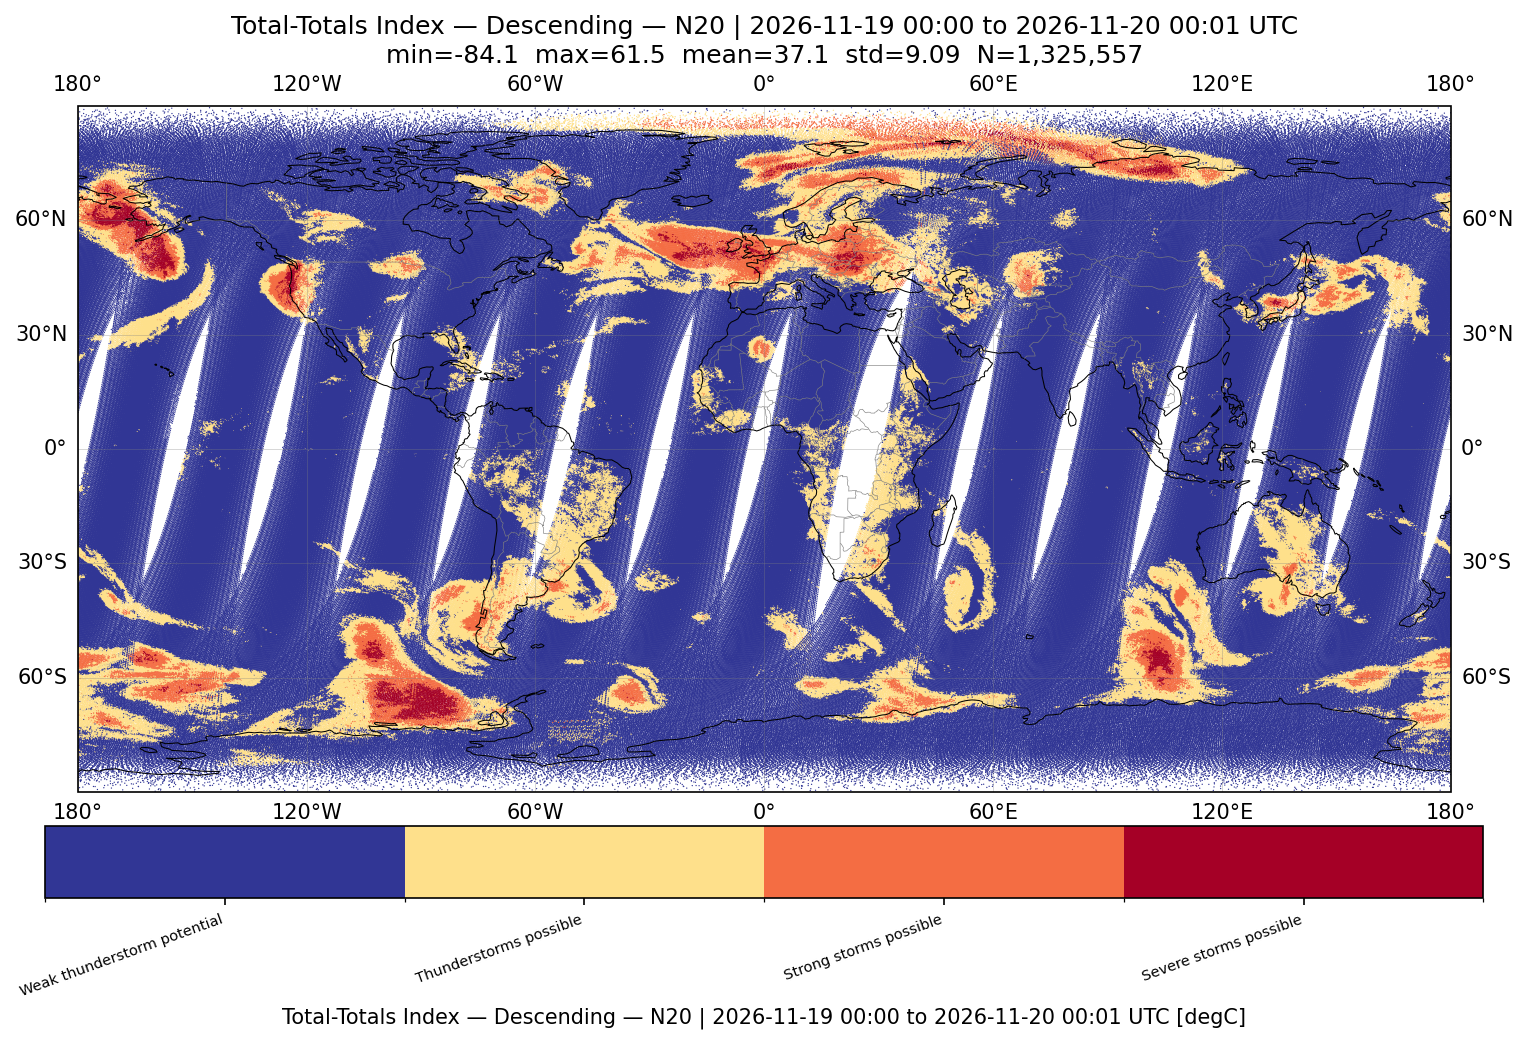 Total-Totals Index — Descending — N20 | 2026-11-19 00:00 to 2026-11-20 00:01 UTC
min=-84.1 max=61.5 mean=37.1 std=9.09 N=1,325,557
180° 120°W 60°W 0° 60°E 120°E 180°
60°N 60°N
30°N 30°N
0° 0°
30°S 30°S
60°S 60°S
180° 120°W 60°W 0° 60°E 120°E 180°
Weak thunderstorm potential
Thunderstorms possible
Strong storms possible
Severe storms possible
Total-Totals Index — Descending — N20 | 2026-11-19 00:00 to 2026-11-20 00:01 UTC [degC]